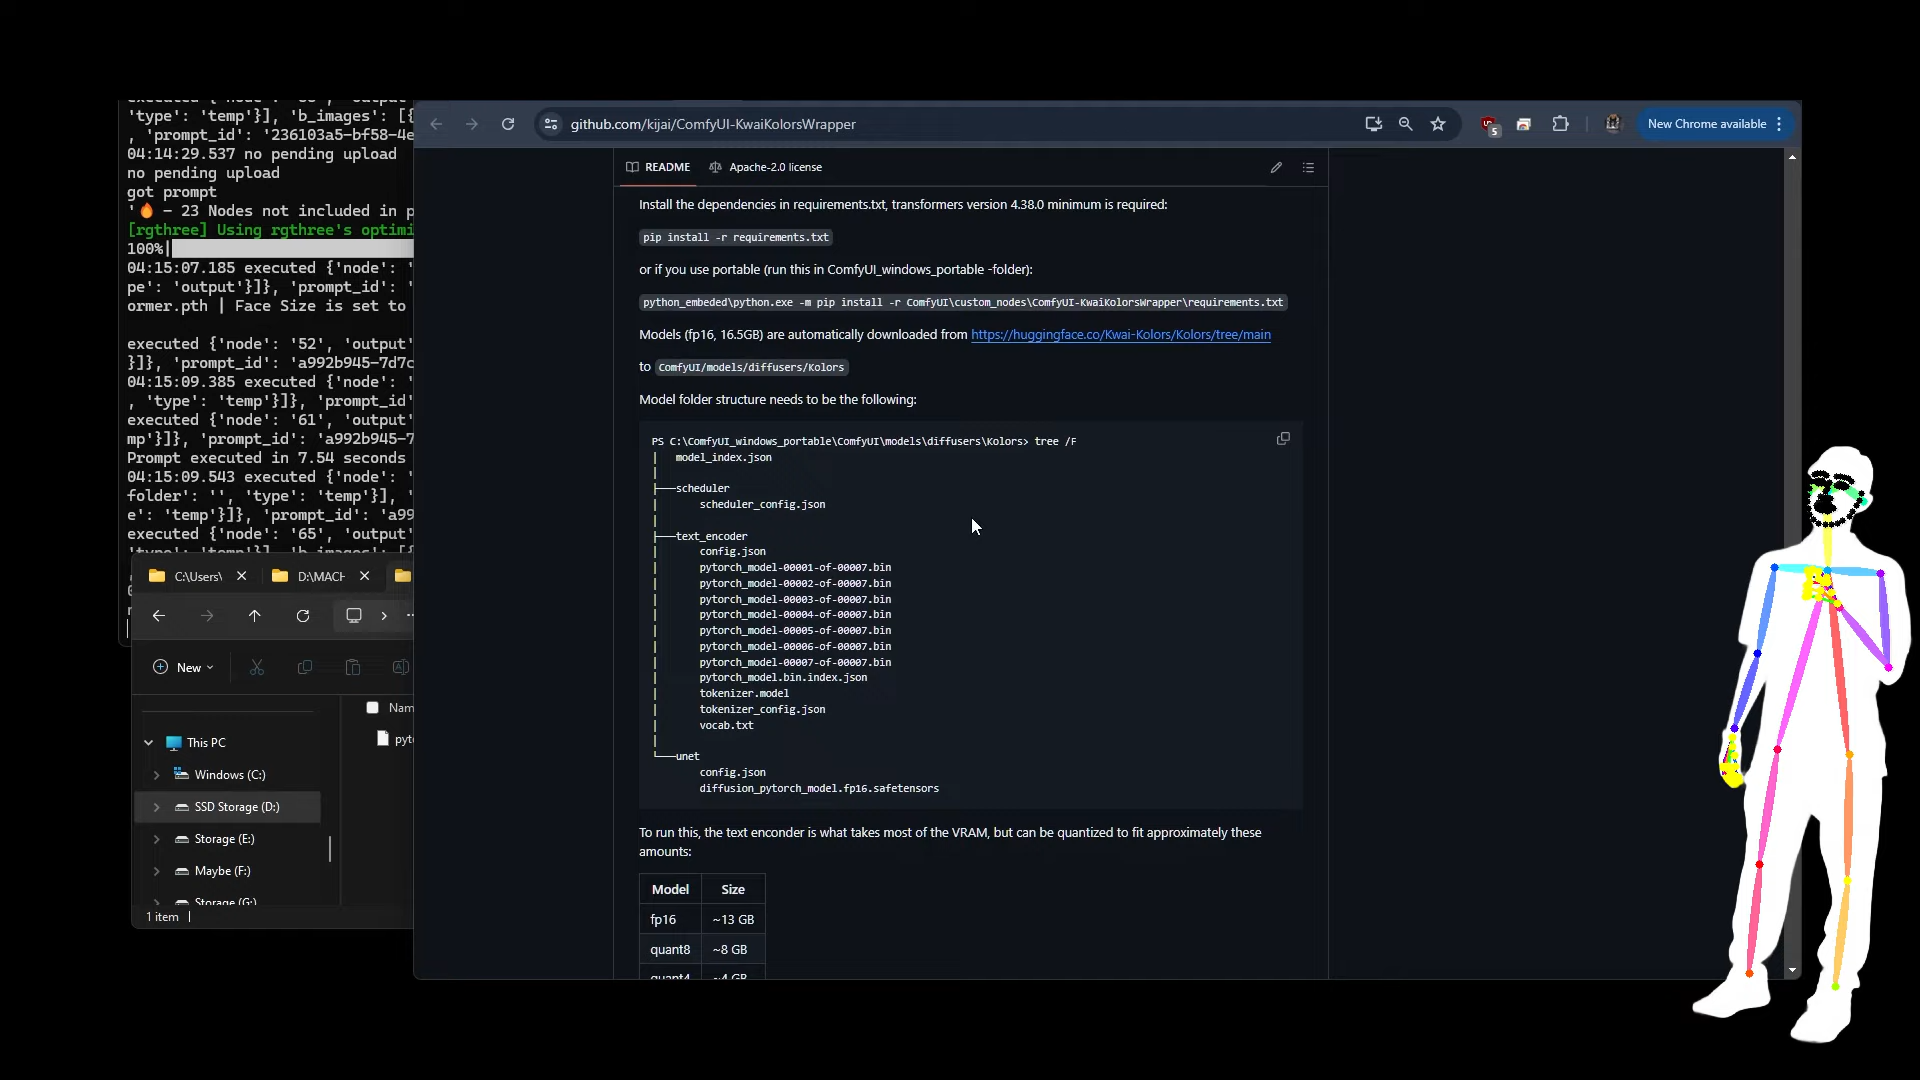 'type': 'temp'}], 'b_images': [{
, 'prompt_id': '236103a5-bf58-4e
04:14:29.537 no pending upload
no pending upload
got prompt
'🔥 - 23 Nodes not included in p
[rgthree] Using rgthree's optimi
100%|
04:15:07.185 executed {'node': '
pe': 'output'}]}, 'prompt_id': '
ormer.pth | Face Size is set to
executed {'node': '52', 'output'
}]}, 'prompt_id': 'a992b945-7d7c
04:15:09.385 executed {'node': '
, 'type': 'temp'}]}, 'prompt_id'
executed {'node': '61', 'output'
mp'}]}, 'prompt_id': 'a992b945-7
Prompt executed in 7.54 seconds
04:15:09.543 executed {'node': '
folder': '', 'type': 'temp'}], '
e': 'temp'}]}, 'prompt_id': 'a99
executed {'node': '65', 'output'
C:\Users\
D:\MACH
New
Nam
This PC
pyto
Windows (C:)
SSD Storage (D:)
Storage (E:)
Maybe (F:)
Storage (G:)
1 item
github.com/kijai/ComfyUI-KwaiKolorsWrapper
5
New Chrome available
README
Apache-2.0 license
Install the dependencies in requirements.txt, transformers version 4.38.0 minimum is required:
pip install -r requirements.txt
or if you use portable (run this in ComfyUI_windows_portable -folder):
python_embeded\python.exe -m pip install -r ComfyUI\custom_nodes\ComfyUI-KwaiKolorsWrapper\requirements.txt
Models (fp16, 16.5GB) are automatically downloaded from https://huggingface.co/Kwai-Kolors/Kolors/tree/main
to ComfyUI/models/diffusers/Kolors
Model folder structure needs to be the following:
PS C:\ComfyUI_windows_portable\ComfyUI\models\diffusers\Kolors> tree /F
│   model_index.json
│
├───scheduler
│       scheduler_config.json
│
├───text_encoder
│       config.json
│       pytorch_model-00001-of-00007.bin
│       pytorch_model-00002-of-00007.bin
│       pytorch_model-00003-of-00007.bin
│       pytorch_model-00004-of-00007.bin
│       pytorch_model-00005-of-00007.bin
│       pytorch_model-00006-of-00007.bin
│       pytorch_model-00007-of-00007.bin
│       pytorch_model.bin.index.json
│       tokenizer.model
│       tokenizer_config.json
│       vocab.txt
│
└───unet
        config.json
        diffusion_pytorch_model.fp16.safetensors
To run this, the text enconder is what takes most of the VRAM, but can be quantized to fit approximately these
amounts:
Model Size
fp16 ~13 GB
quant8 ~8 GB
quant4 ~4 GB